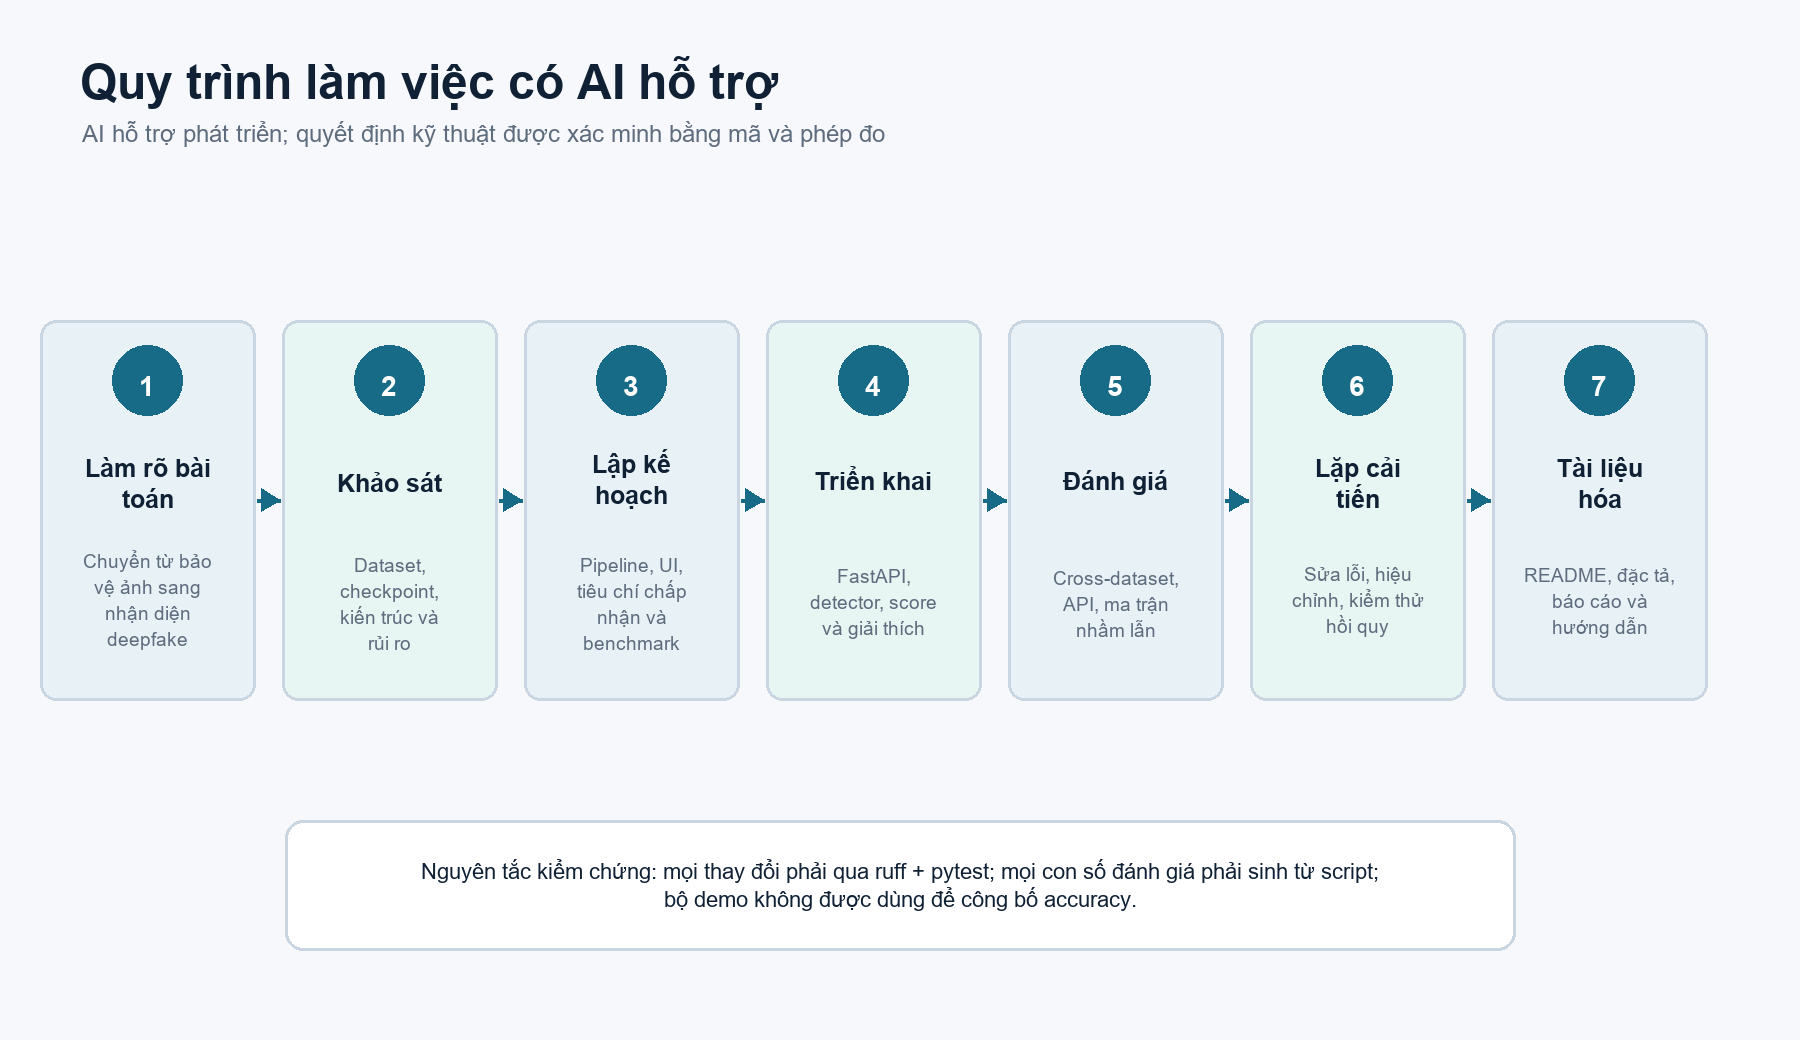 Quy trình làm việc có AI hỗ trợ
AI hỗ trợ phát triển; quyết định kỹ thuật được xác minh bằng mã và phép đo
1
Làm rõ bài
toán
Chuyển từ bảo
vệ ảnh sang
nhận diện
deepfake
2
Khảo sát
Dataset,
checkpoint,
kiến trúc và
rủi ro
3
Lập kế
hoạch
Pipeline, UI,
tiêu chí chấp
nhận và
benchmark
4
Triển khai
FastAPI,
detector, score
và giải thích
5
Đánh giá
Cross-dataset,
API, ma trận
nhầm lẫn
6
Lặp cải
tiến
Sửa lỗi, hiệu
chỉnh, kiểm thử
hồi quy
7
Tài liệu
hóa
README, đặc tả,
báo cáo và
hướng dẫn
Nguyên tắc kiểm chứng: mọi thay đổi phải qua ruff + pytest; mọi con số đánh giá phải sinh từ script;
bộ demo không được dùng để công bố accuracy.